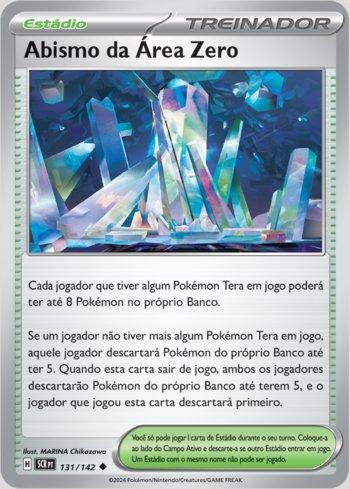 Estádio
TREINADOR
Abismo da Área Zero
Cada jogador que tiver algum Pokémon Tera em jogo poderá
ter até 8 Pokémon no próprio Banco.
Se um jogador não tiver mais algum Pokémon Tera em jogo,
aquele jogador descartará Pokémon do próprio Banco até
ter 5. Quando esta carta sair de jogo, ambos os jogadores
descartarão Pokémon do próprio Banco até terem 5, e o
jogador que jogou esta carta descartará primeiro.
Ilust. MARINA Chikazawa
H SCR PT 131/142
Você só pode jogar 1 carta de Estádio durante o seu turno. Coloque-a
ao lado do Campo Ativo e descarte-a se outro Estádio entrar em jogo.
Um Estádio com o mesmo nome não pode ser jogado.
©2024 Pokémon/Nintendo/Creatures/GAME FREAK